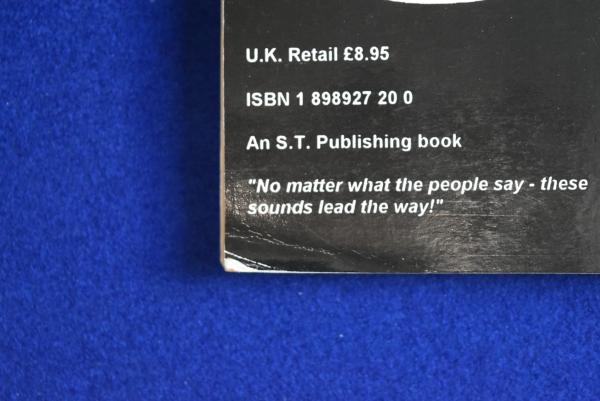 U.K. Retail £8.95
ISBN 1 898927 20 0
An S.T. Publishing book
"No matter what the people say - these
sounds lead the way!"